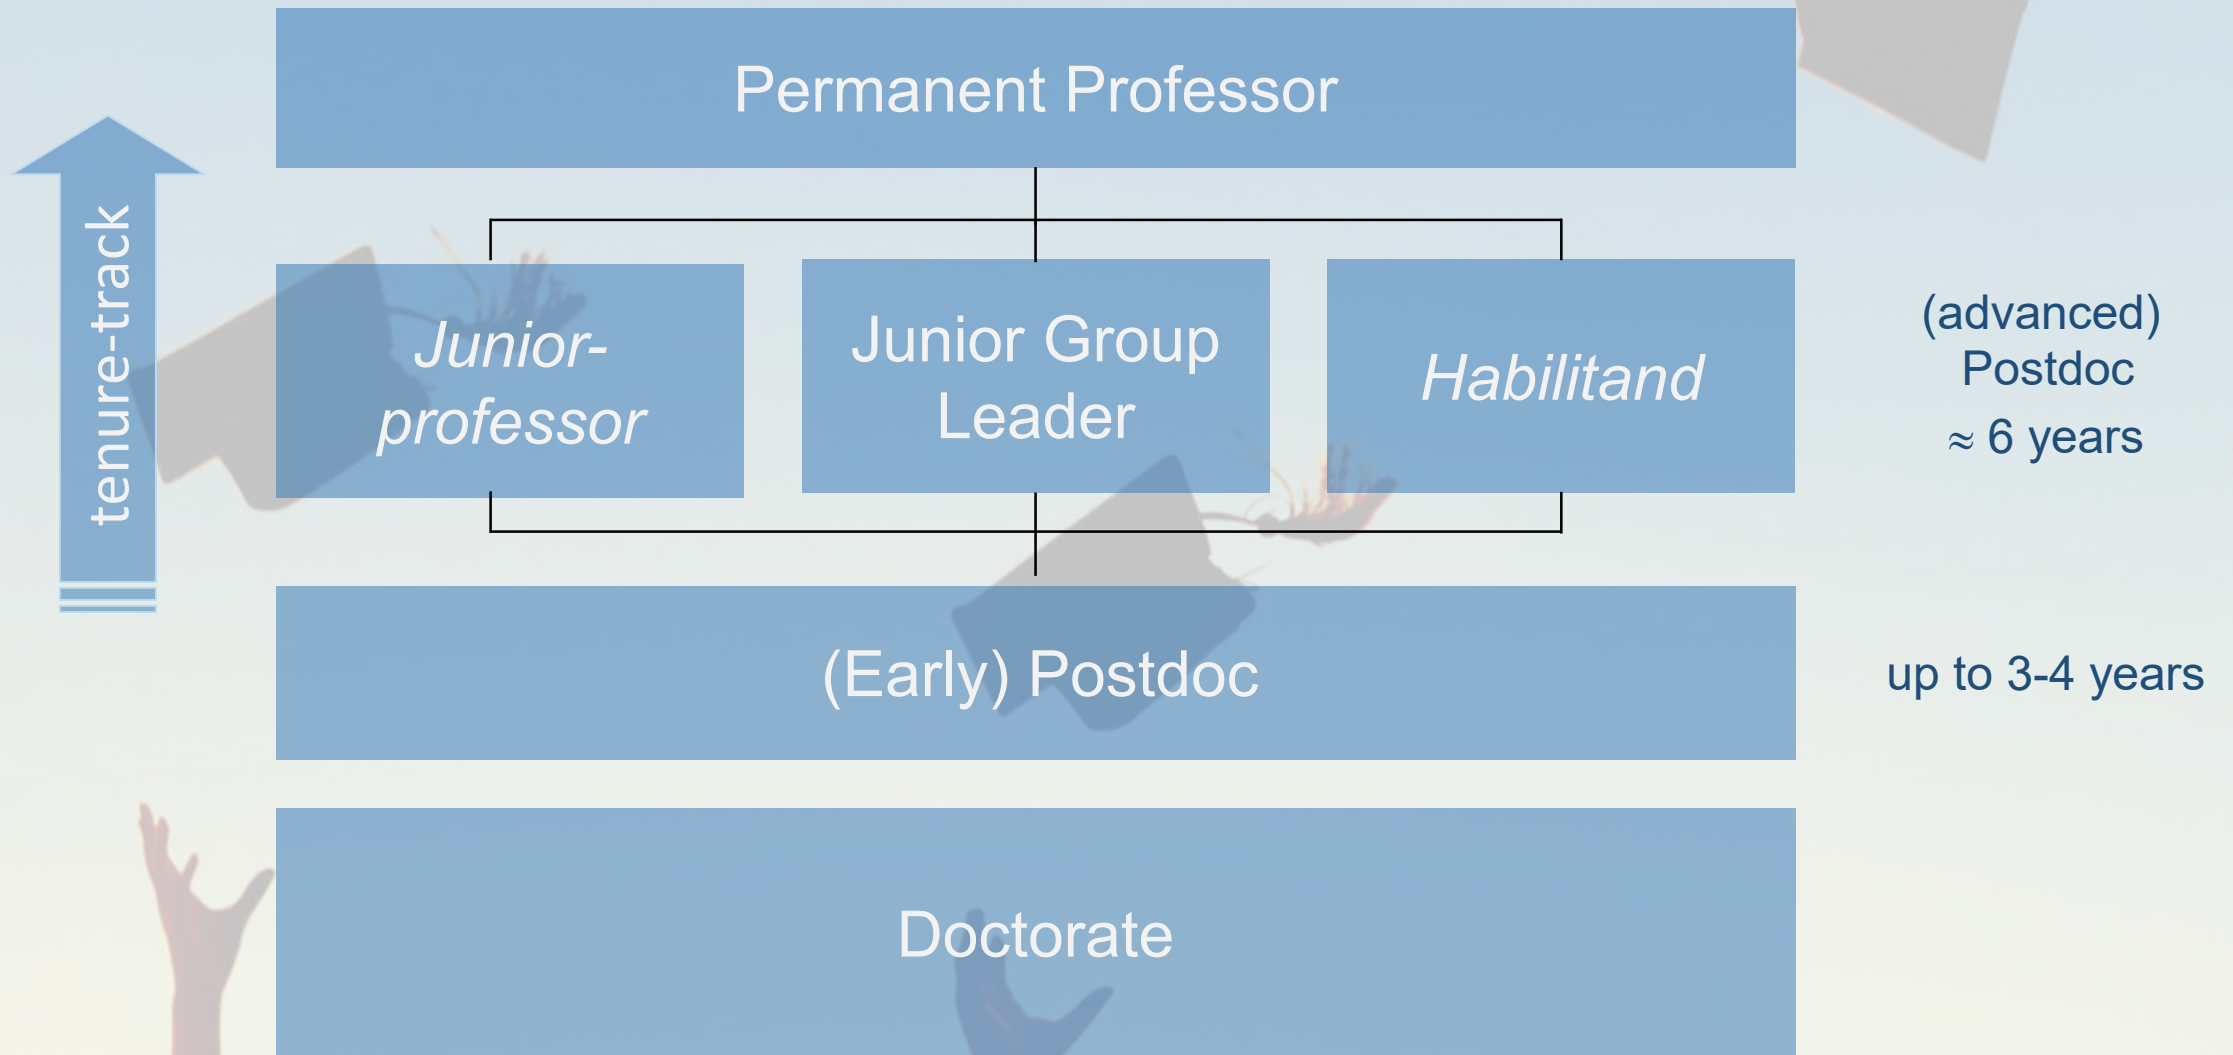 Permanent Professor
tenure-track
Junior-
professor
Junior Group
Leader
Habilitand
(advanced)
Postdoc
≈ 6 years
(Early) Postdoc
up to 3-4 years
Doctorate